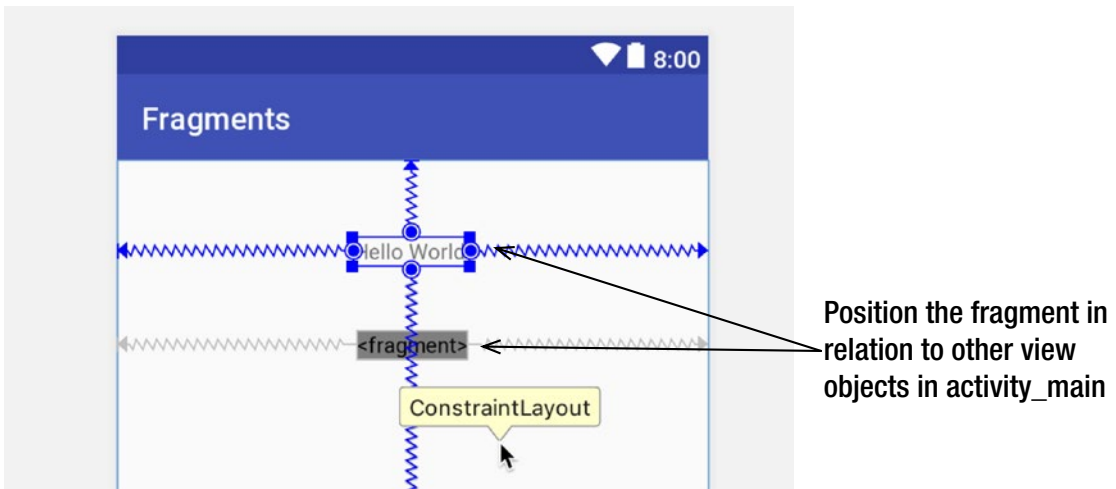 8:00
Fragments
Hello World
<fragment>
ConstraintLayout
Position the fragment in
relation to other view
objects in activity_main